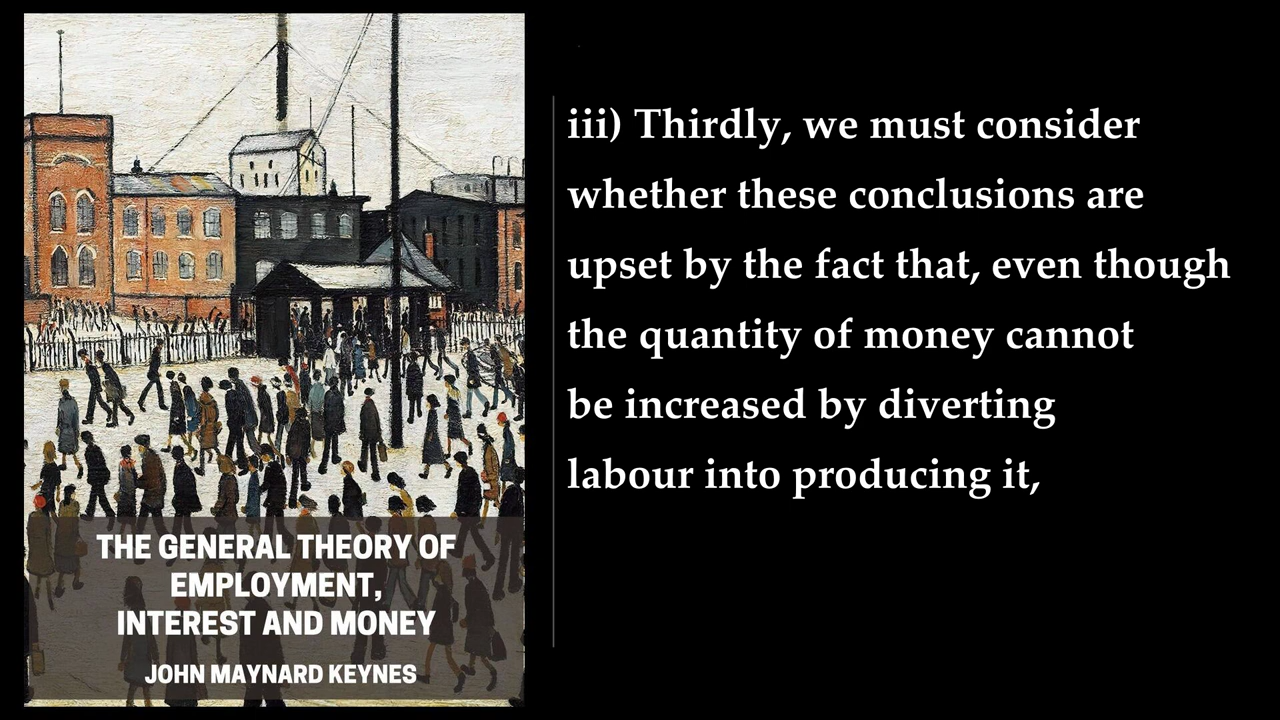 THE GENERAL THEORY OF
EMPLOYMENT,
INTEREST AND MONEY
JOHN MAYNARD KEYNES
iii) Thirdly, we must consider
whether these conclusions are
upset by the fact that, even though
the quantity of money cannot
be increased by diverting
labour into producing it,